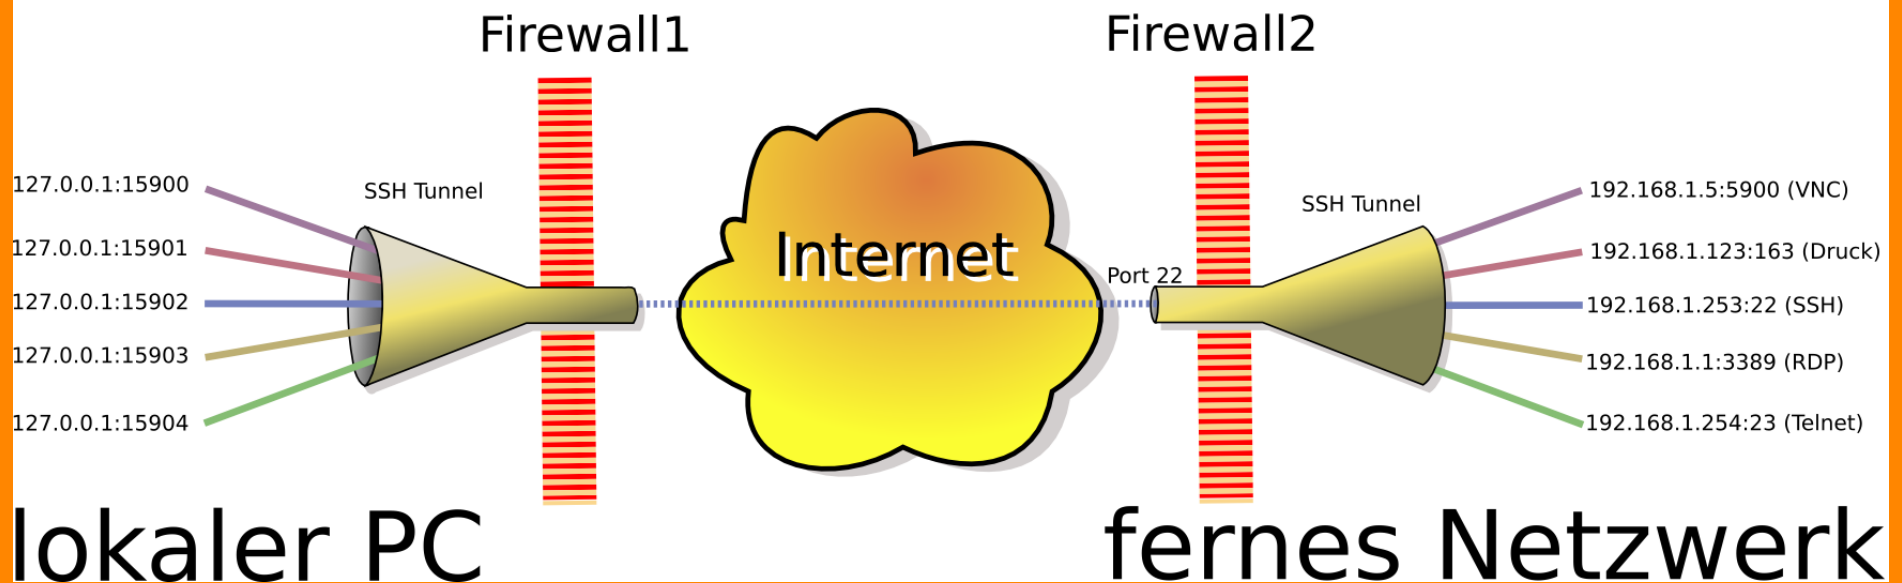 Firewall1
Firewall2
127.0.0.1:15900
SSH Tunnel
127.0.0.1:15901
127.0.0.1:15902
127.0.0.1:15903
127.0.0.1:15904
Internet
Port 22
SSH Tunnel
192.168.1.5:5900 (VNC)
192.168.1.123:163 (Druck)
192.168.1.253:22 (SSH)
192.168.1.1:3389 (RDP)
192.168.1.254:23 (Telnet)
lokaler PC
fernes Netzwerk